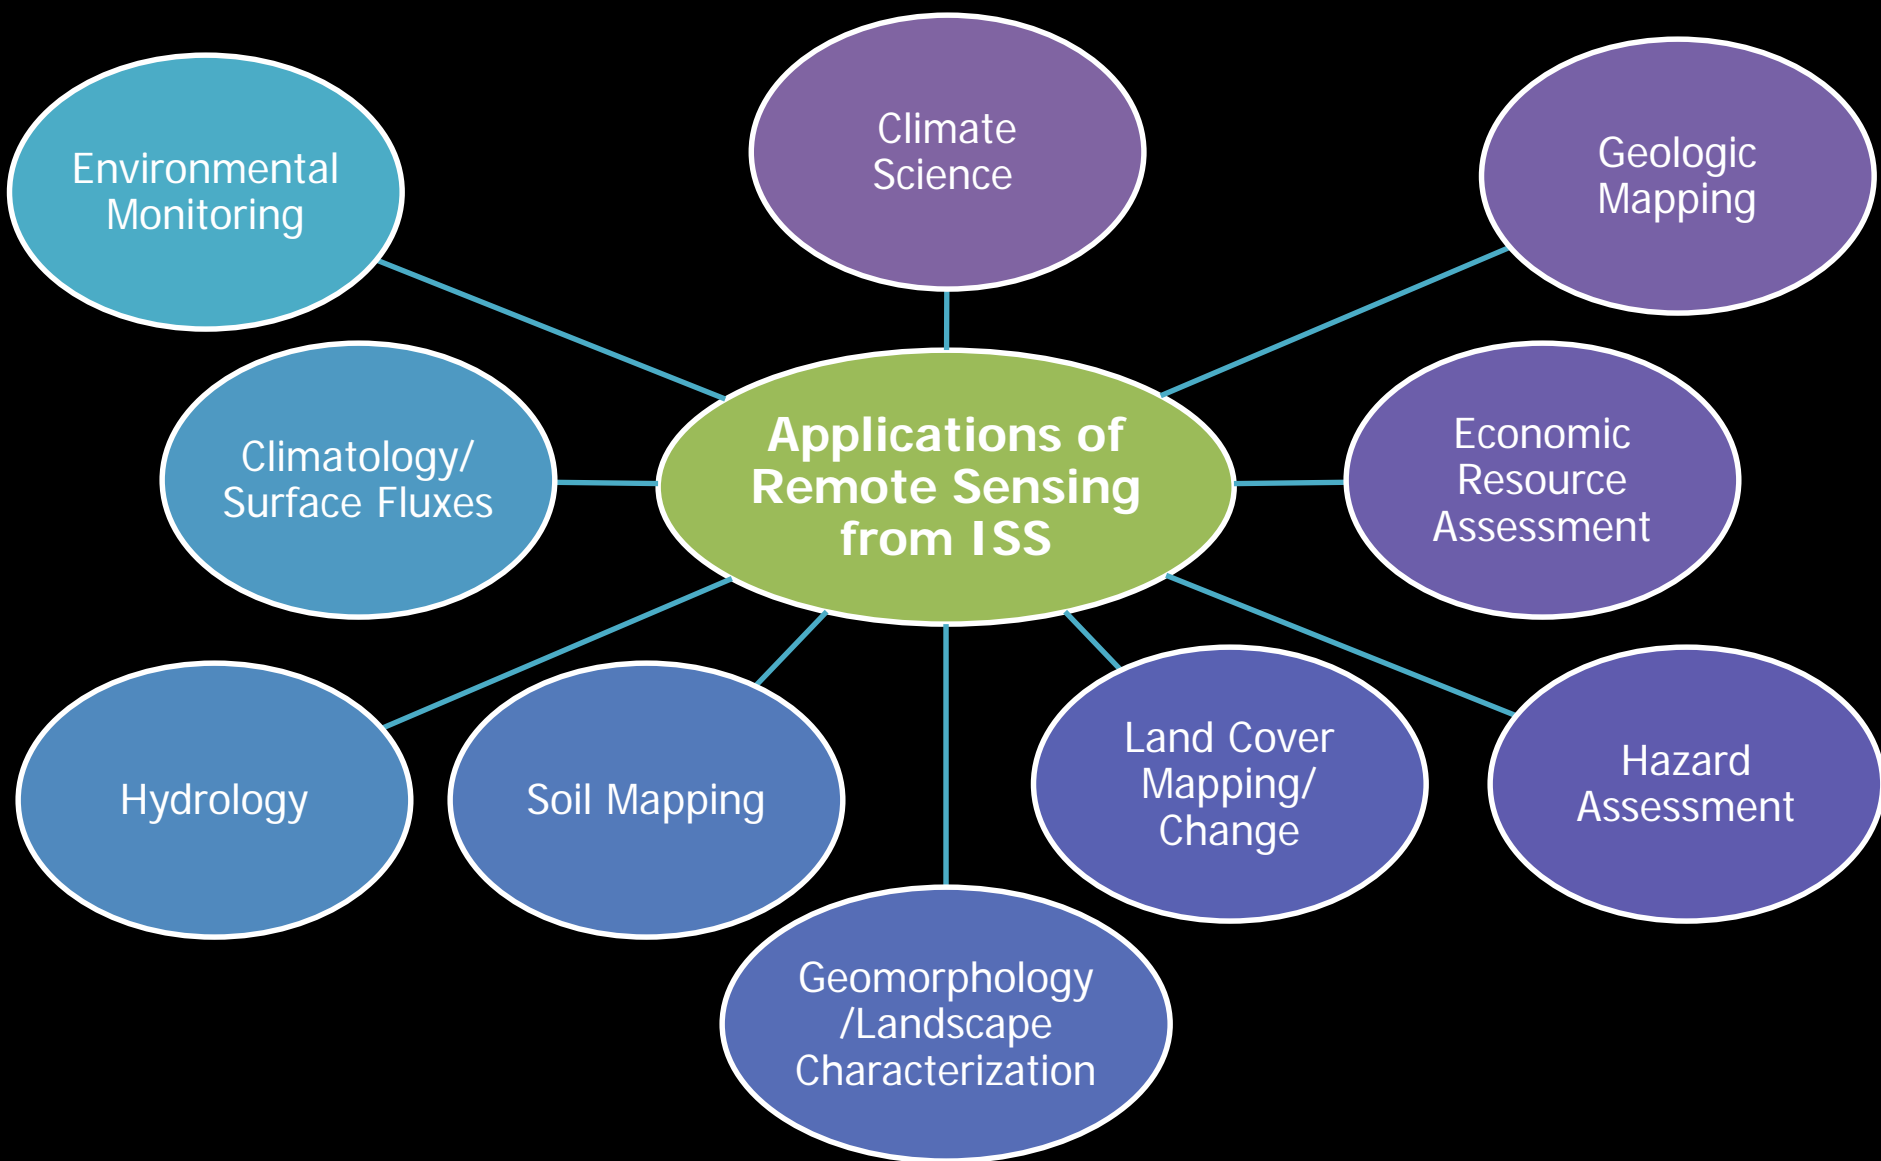 Climate
Science
Environmental
Monitoring
Geologic
Mapping
Climatology/
Surface Fluxes
Applications of
Remote Sensing
from ISS
Economic
Resource
Assessment
Hydrology
Soil Mapping
Land Cover
Mapping/
Change
Hazard
Assessment
Geomorphology
/Landscape
Characterization